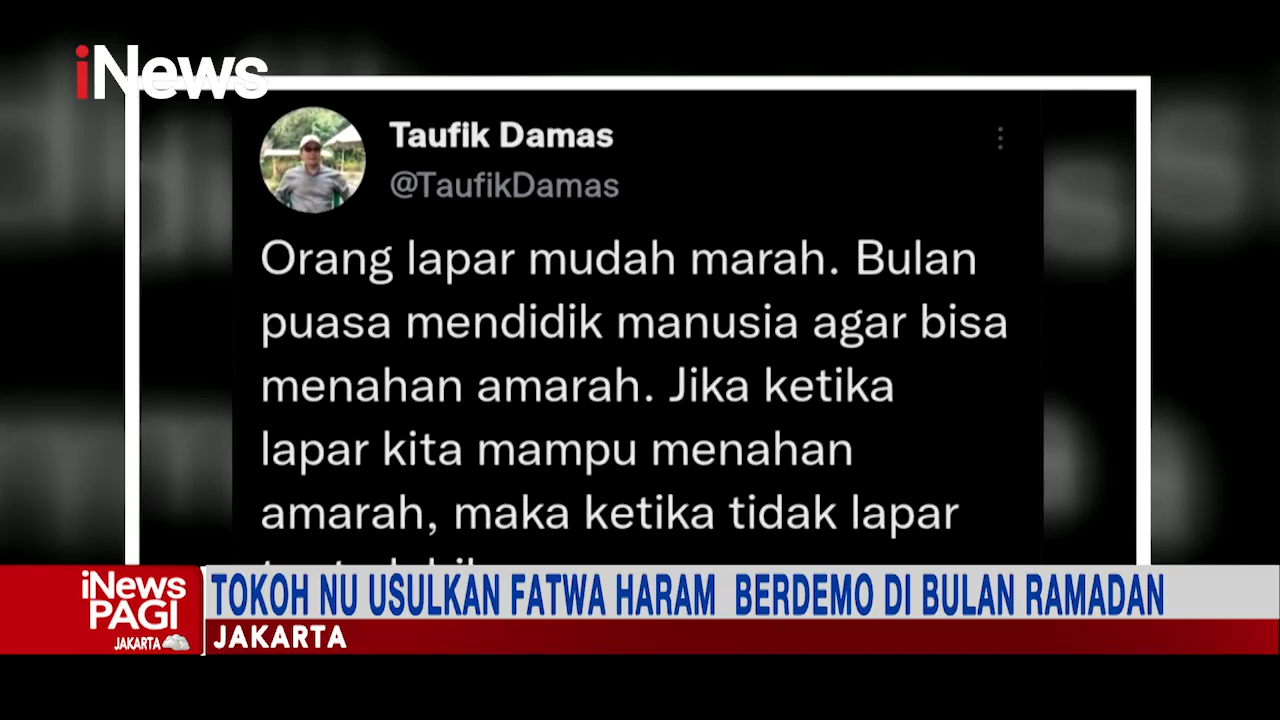 iNews
Taufik Damas
@TaufikDamas
Orang lapar mudah marah. Bulan
puasa mendidik manusia agar bisa
menahan amarah. Jika ketika
lapar kita mampu menahan
amarah, maka ketika tidak lapar
iNews
PAGI
JAKARTA
TOKOH NU USULKAN FATWA HARAM  BERDEMO DI BULAN RAMADAN
JAKARTA